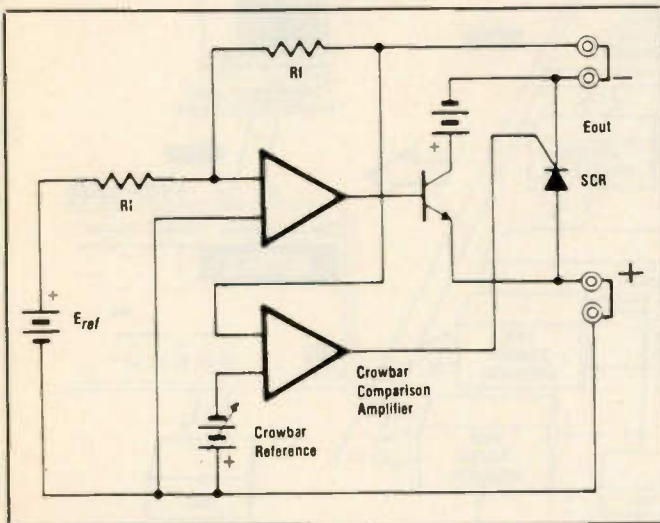 Rf
−
+
Eout
Ri
SCR
+
+
Eref
Crowbar
Comparison
Amplifier
Crowbar
Reference
+